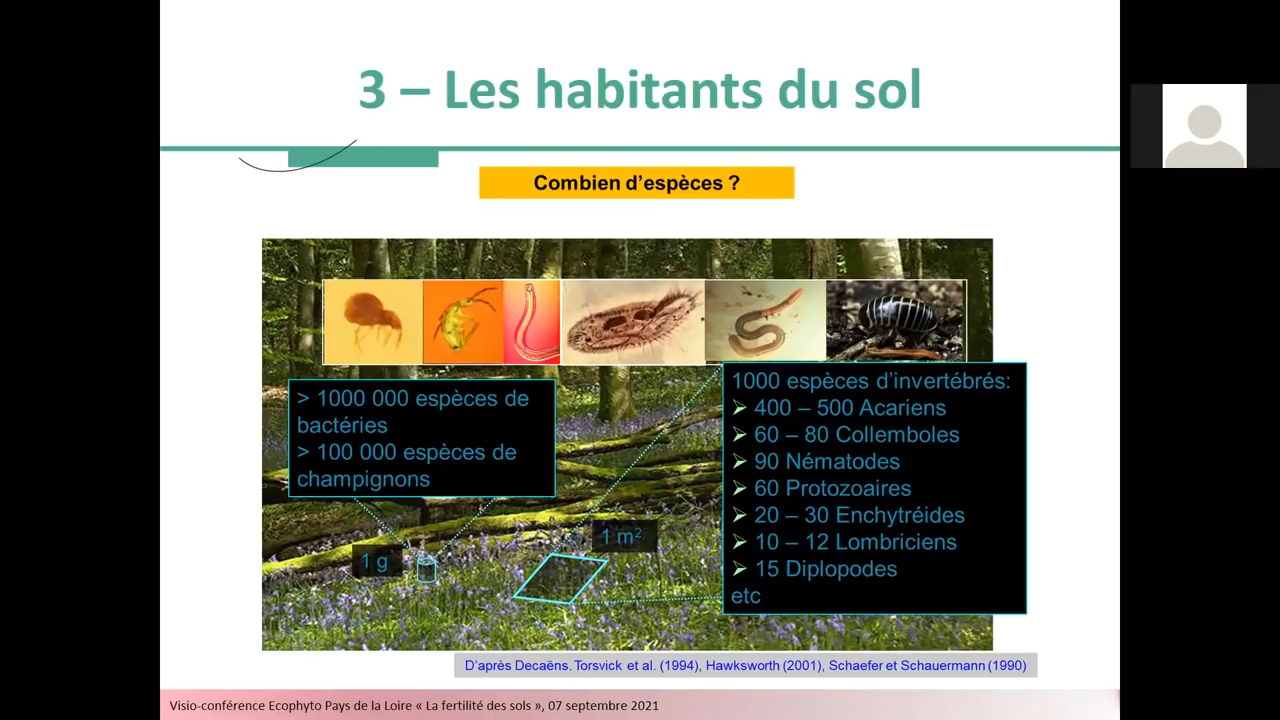 3 – Les habitants du sol
Combien d’espèces ?
> 1000 000 espèces de
bactéries
> 100 000 espèces de
champignons
1 g
1 m²
1000 espèces d’invertébrés:
400 – 500 Acariens
60 – 80 Collemboles
90 Nématodes
60 Protozoaires
20 – 30 Enchytréides
10 – 12 Lombriciens
15 Diplopodes
etc
D’après Decaëns. Torsvick et al. (1994), Hawksworth (2001), Schaefer et Schauermann (1990)
Visio-conférence Ecophyto Pays de la Loire « La fertilité des sols », 07 septembre 2021